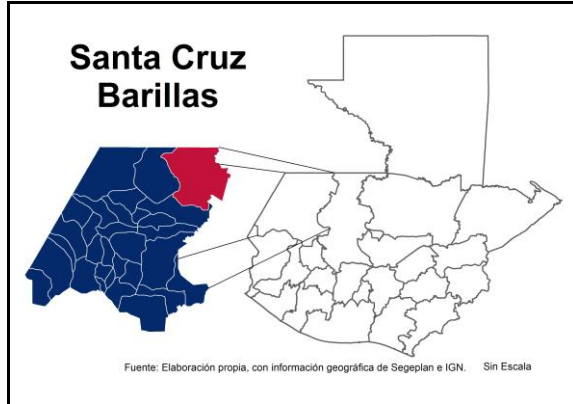 Santa Cruz
Barillas
Fuente: Elaboración propia, con información geográfica de Segeplan e IGN. Sin Escala